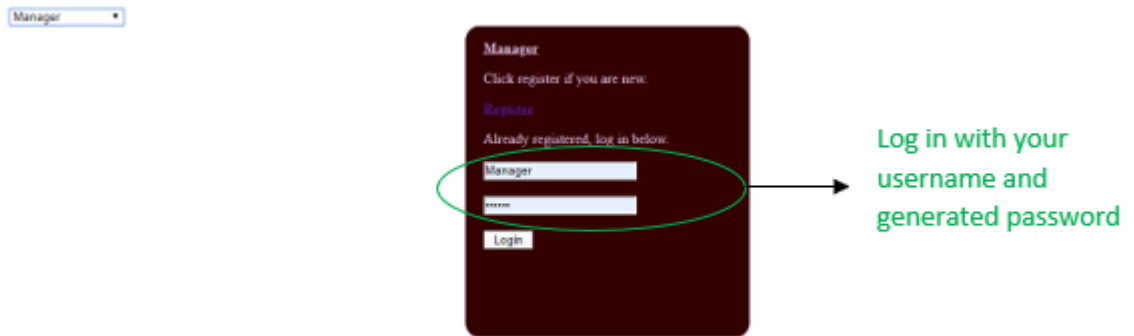 Manager
Manager
Click register if you are new.
Register
Already registered, log in below.
Manager
••••••
Login
Log in with your
username and
generated password